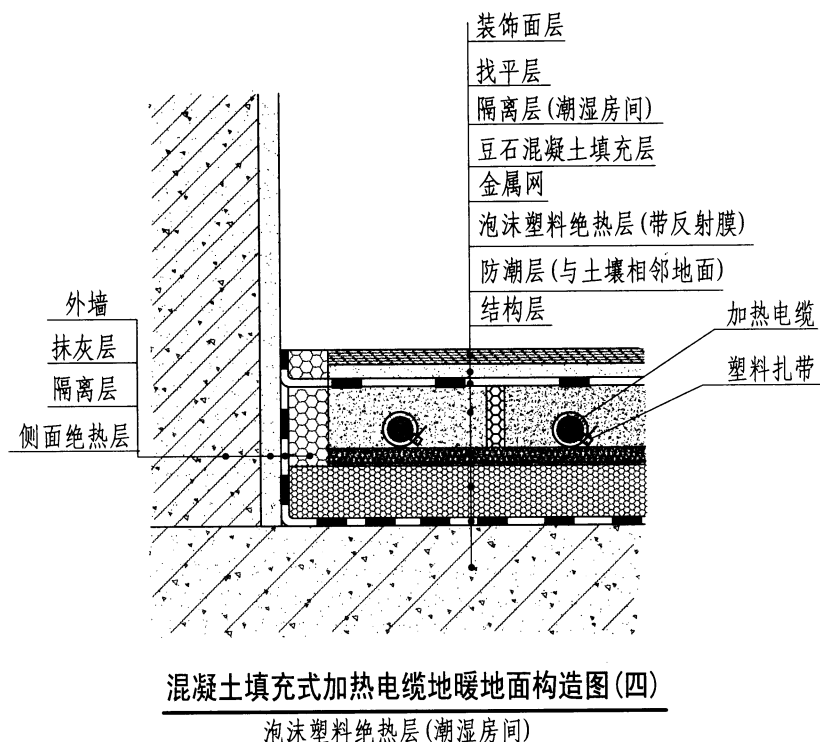 装饰面层
找平层
隔离层(潮湿房间)
豆石混凝土填充层
金属网
泡沫塑料绝热层(带反射膜)
防潮层(与土壤相邻地面)
结构层
外墙
抹灰层
隔离层
侧面绝热层
加热电缆
塑料扎带
混凝土填充式加热电缆地暖地面构造图(四)
泡沫塑料绝热层(潮湿房间)